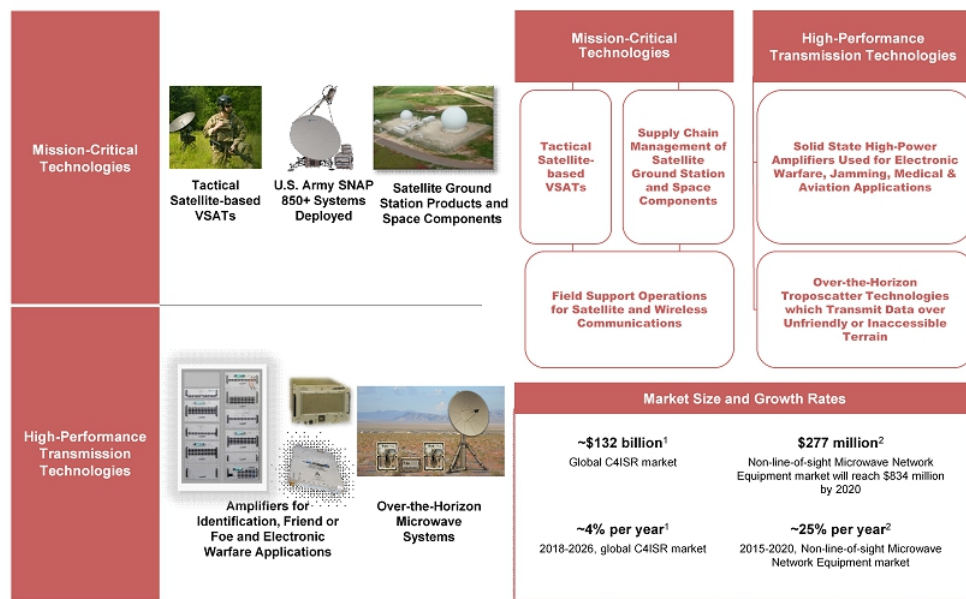 Mission-Critical
Technologies
Tactical
Satellite-based
VSATs
U.S. Army SNAP
850+ Systems
Deployed
Satellite Ground
Station Products and
Space Components
High-Performance
Transmission
Technologies
Amplifiers for
Identification, Friend or
Foe and Electronic
Warfare Applications
Over-the-Horizon
Microwave
Systems
Mission-Critical
Technologies
Tactical
Satellite-
based
VSATs
Supply Chain
Management of
Satellite
Ground Station
and Space
Components
Field Support Operations
for Satellite and Wireless
Communications
High-Performance
Transmission Technologies
Solid State High-Power
Amplifiers Used for Electronic
Warfare, Jamming, Medical &
Aviation Applications
Over-the-Horizon
Troposcatter Technologies
which Transmit Data over
Unfriendly or Inaccessible
Terrain
Market Size and Growth Rates
~$132 billion¹
Global C4ISR market
$277 million²
Non-line-of-sight Microwave Network
Equipment market will reach $834 million
by 2020
~4% per year¹
2018-2026, global C4ISR market
~25% per year²
2015-2020, Non-line-of-sight Microwave
Network Equipment market